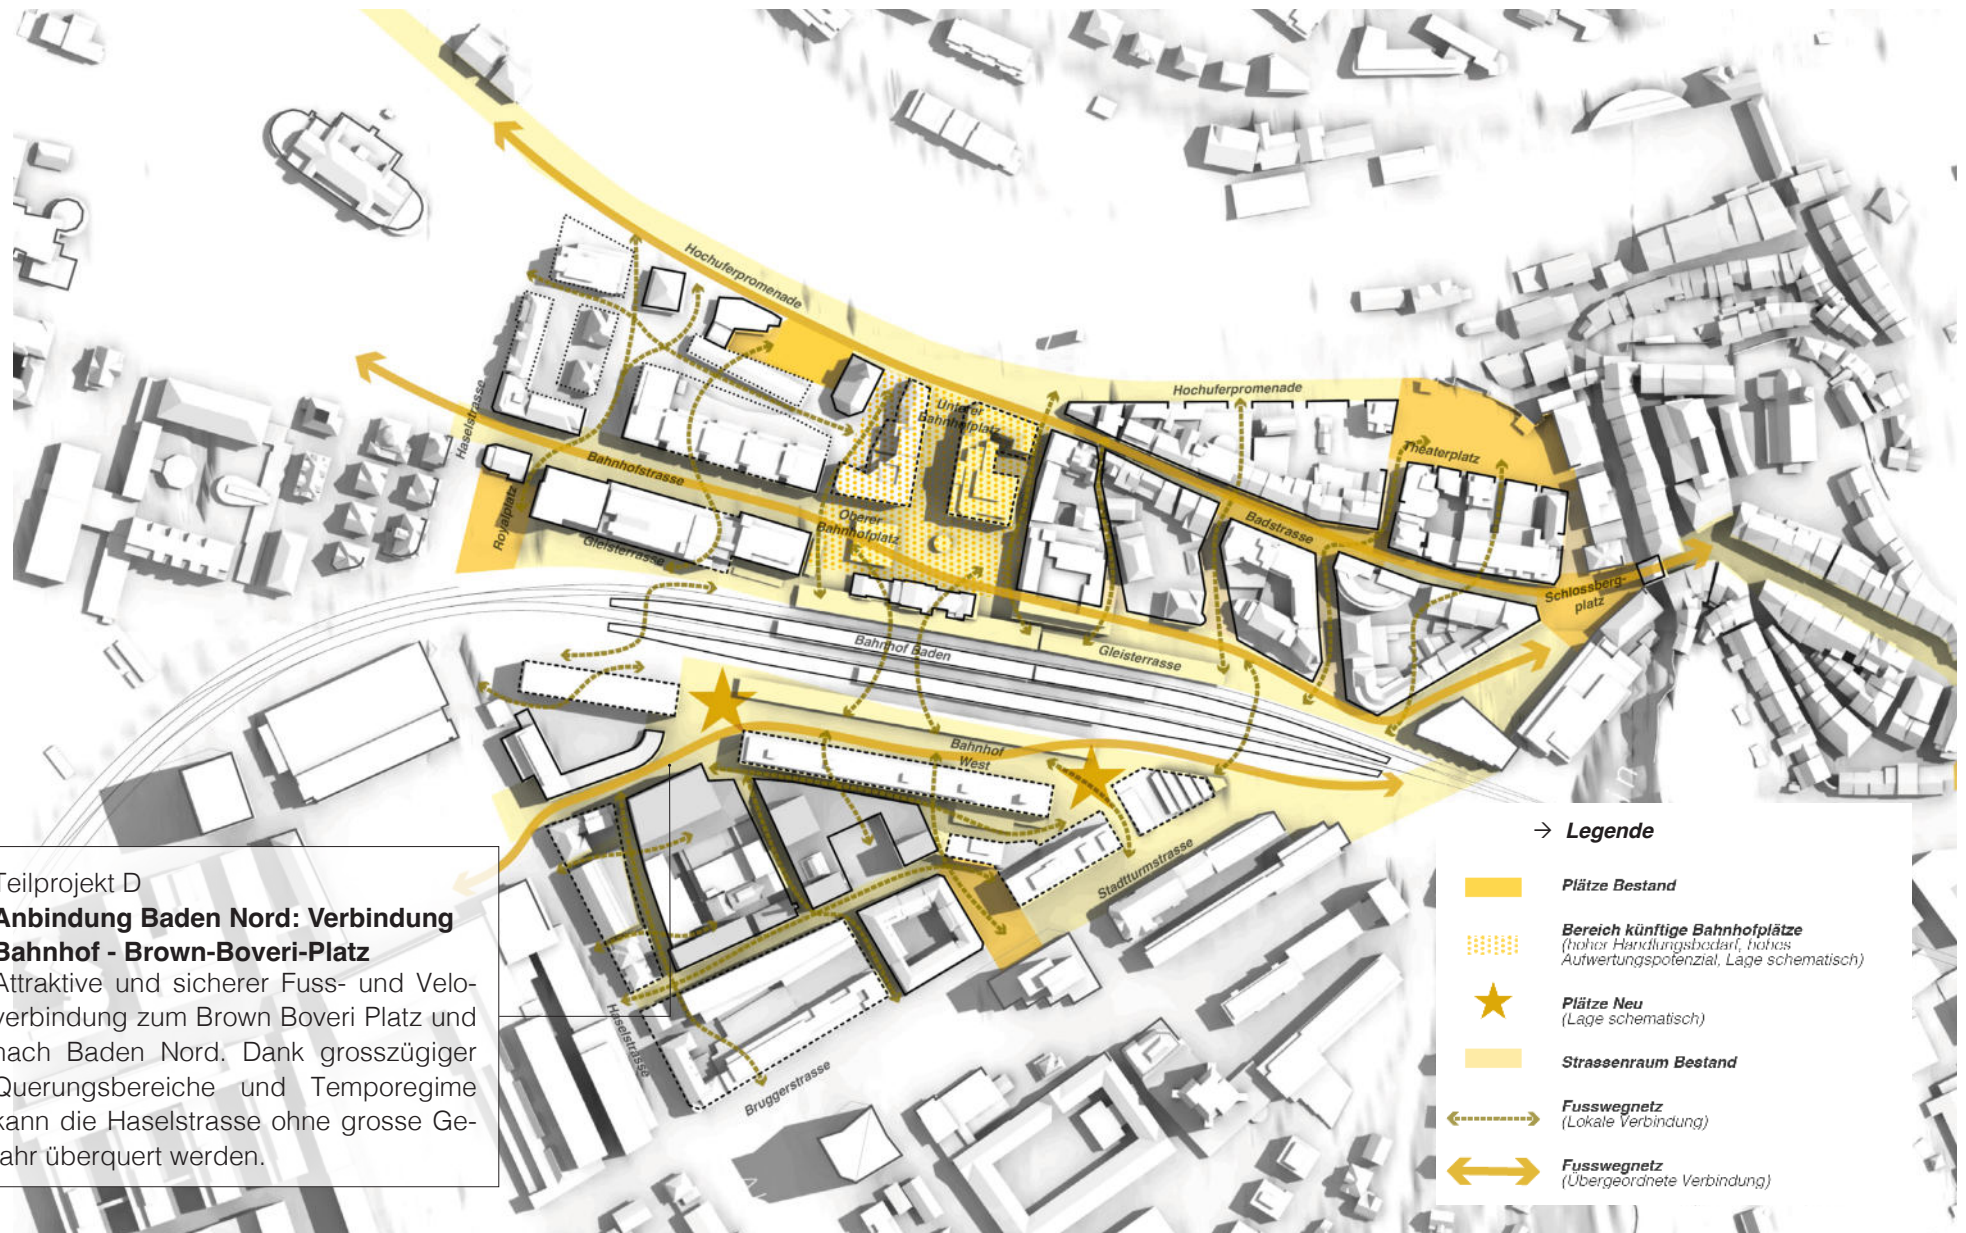 Hochuferpromenade
Hochuferpromenade
Haselstrasse
Unterer
Bahnhofplatz
Theaterplatz
Bahnhofstrasse
Royalplatz
Oberer
Bahnhofplatz
Badstrasse
Gleisterrasse
Schlossberg-
platz
Bahnhof Baden
Gleisterrasse
Bahnhof
West
Stadtturmstrasse
Haselstrasse
Bruggerstrasse
Teilprojekt D
Anbindung Baden Nord: Verbindung
Bahnhof - Brown-Boveri-Platz
Attraktive und sicherer Fuss- und Velo-
verbindung zum Brown Boveri Platz und
nach Baden Nord. Dank grosszügiger
Querungsbereiche und Temporegime
kann die Haselstrasse ohne grosse Ge-
fahr überquert werden.
→ Legende
Plätze Bestand
Bereich künftige Bahnhofplätze
(hoher Handlungsbedarf, hohes
Aufwertungspotenzial, Lage schematisch)
Plätze Neu
(Lage schematisch)
Strassenraum Bestand
Fusswegnetz
(Lokale Verbindung)
Fusswegnetz
(Übergeordnete Verbindung)